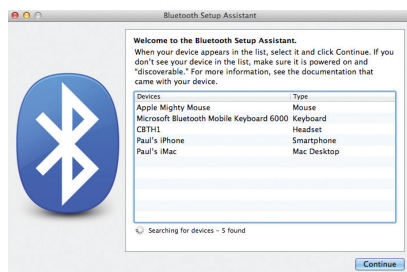 Bluetooth Setup Assistant
Welcome to the Bluetooth Setup Assistant.
When your device appears in the list, select it and click Continue. If you
don't see your device in the list, make sure it is powered on and
"discoverable." For more information, see the documentation that
came with your device.
Devices Type
Apple Mighty Mouse Mouse
Microsoft Bluetooth Mobile Keyboard 6000 Keyboard
CBTH1 Headset
Paul's iPhone Smartphone
Paul's iMac Mac Desktop
Searching for devices – 5 found
Continue